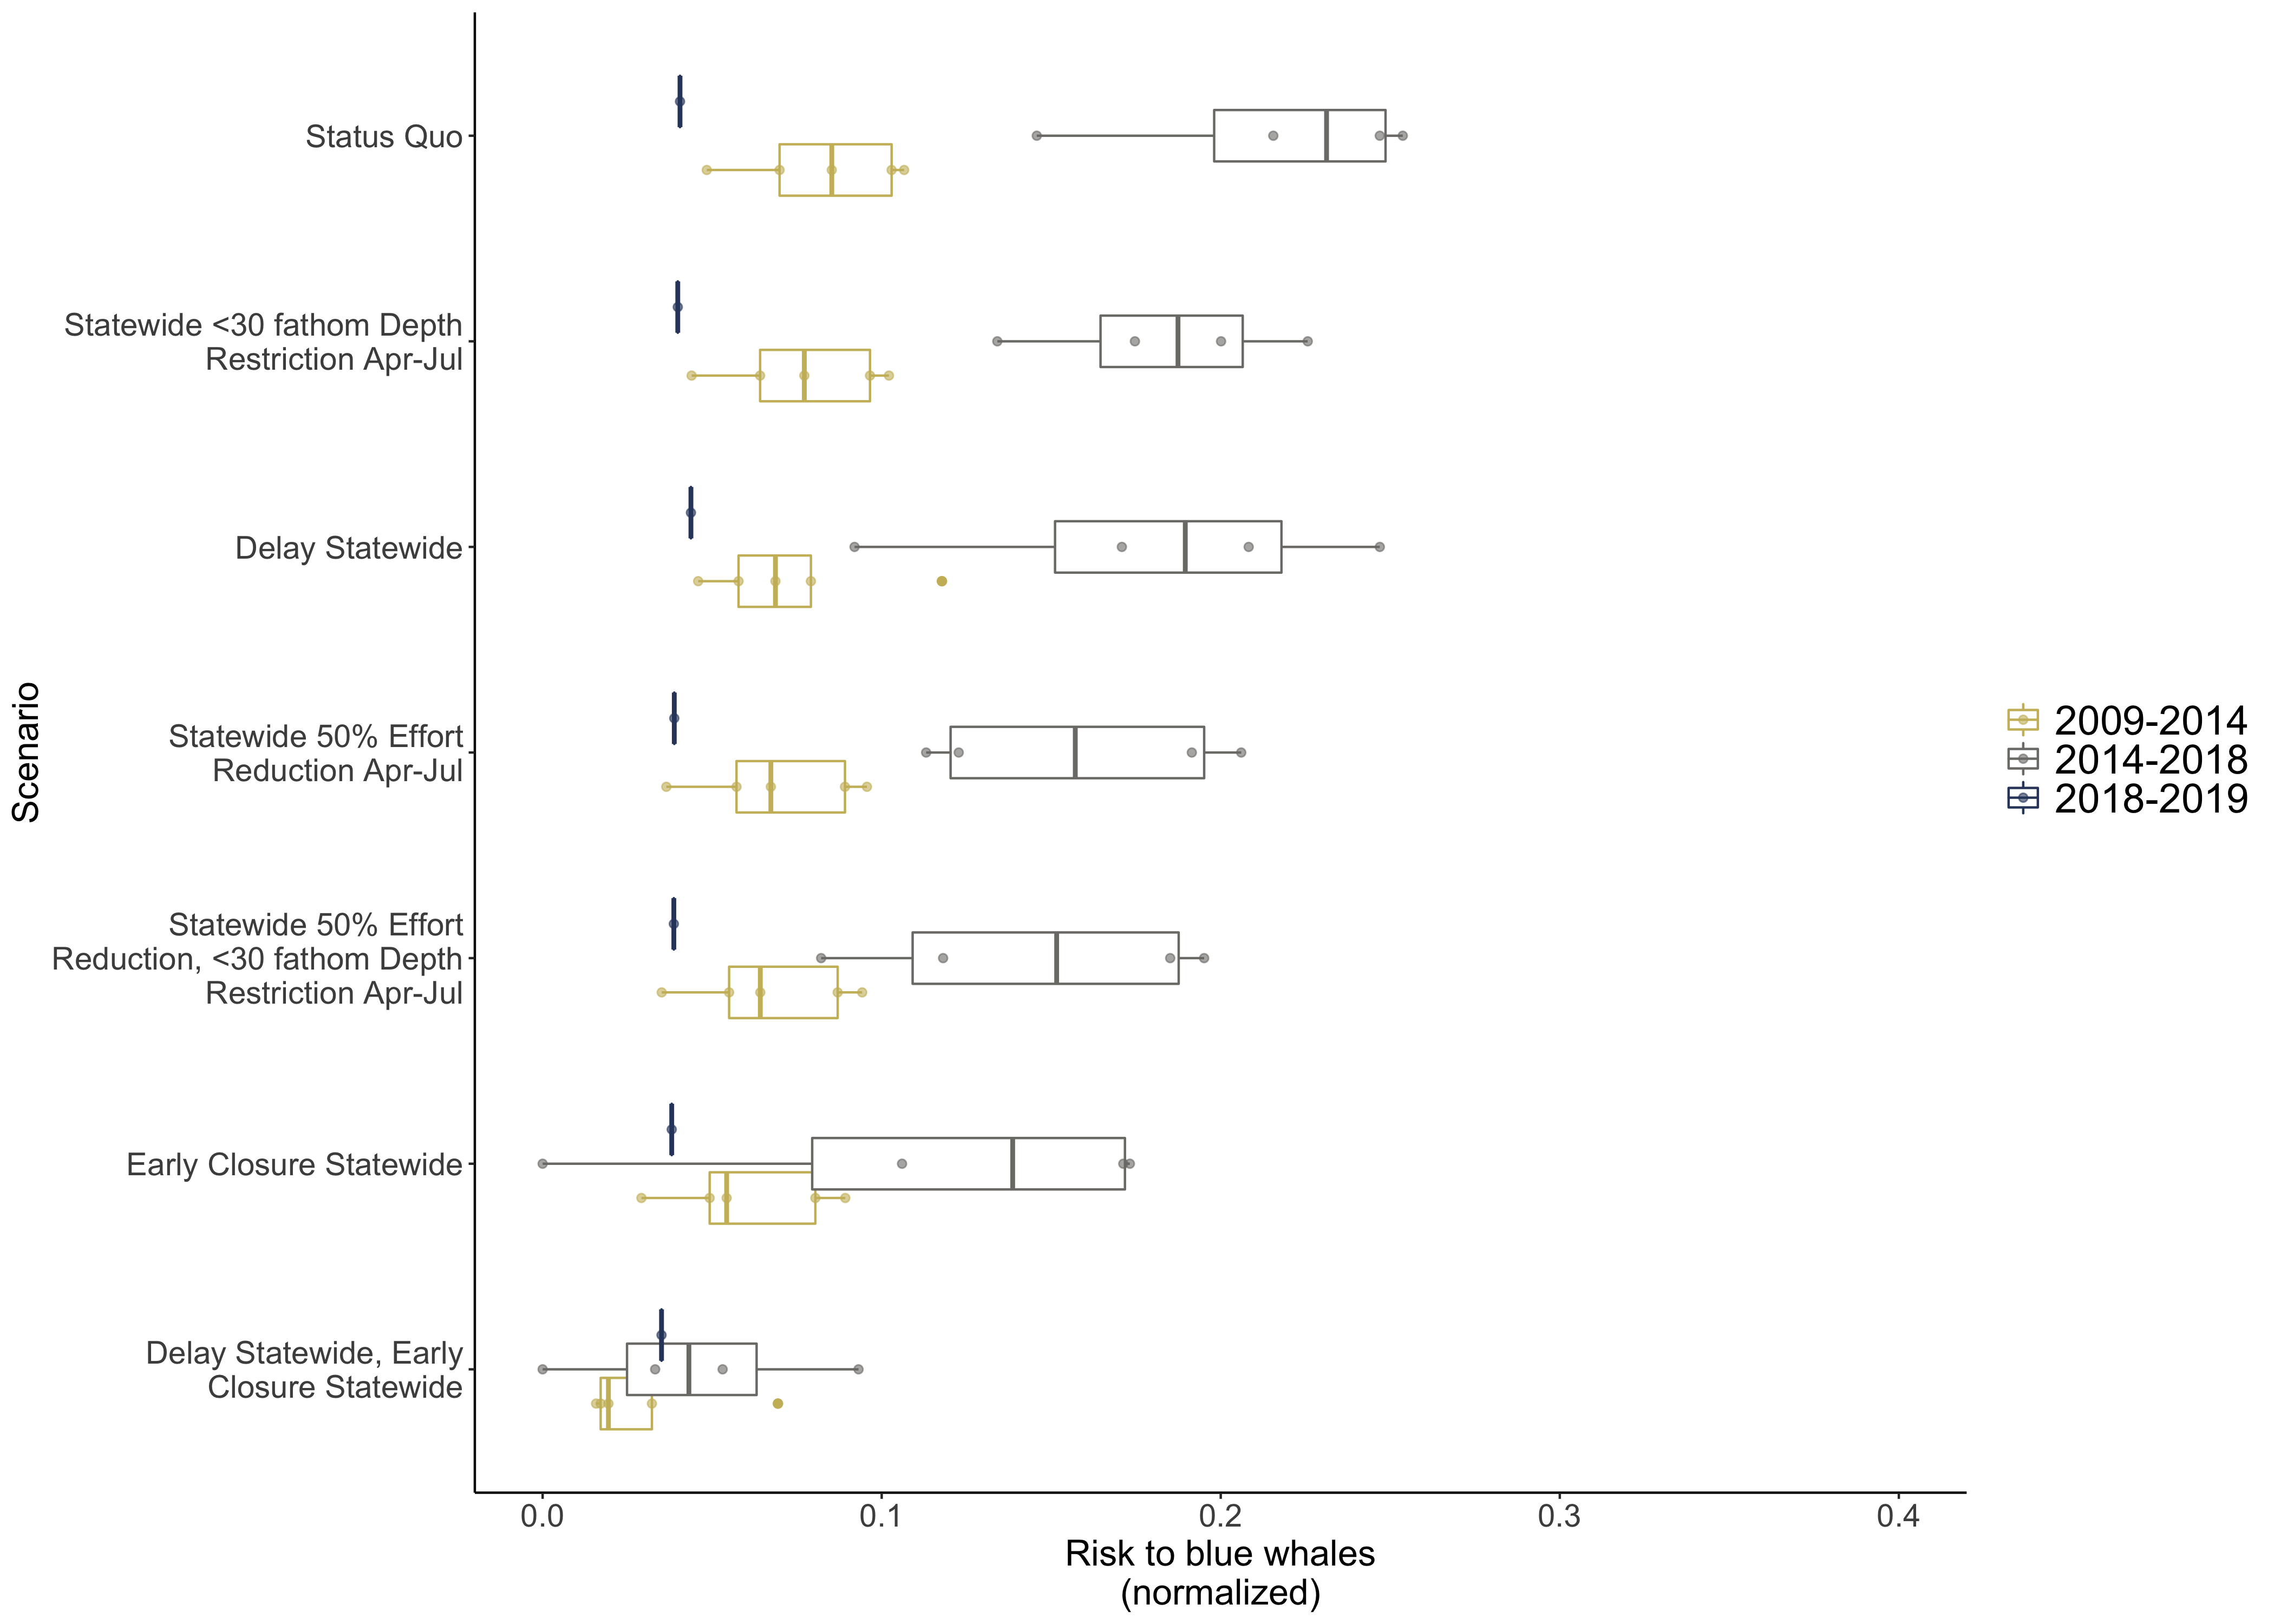 Status Quo
Statewide <30 fathom Depth
Restriction Apr-Jul
Delay Statewide
Statewide 50% Effort
Reduction Apr-Jul
Statewide 50% Effort
Reduction, <30 fathom Depth
Restriction Apr-Jul
Early Closure Statewide
Delay Statewide, Early
Closure Statewide
Scenario
0.0 0.1 0.2 0.3 0.4
Risk to blue whales
(normalized)
2009-2014
2014-2018
2018-2019